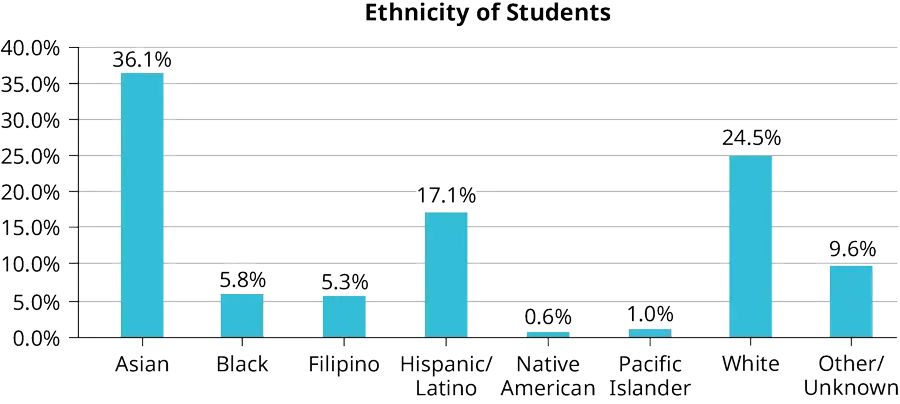 Ethnicity of Students
40.0%
35.0%
30.0%
25.0%
20.0%
15.0%
10.0%
5.0%
0.0%
36.1%
5.8%
5.3%
17.1%
0.6%
1.0%
24.5%
9.6%
Asian
Black
Filipino
Hispanic/
Latino
Native
American
Pacific
Islander
White
Other/
Unknown